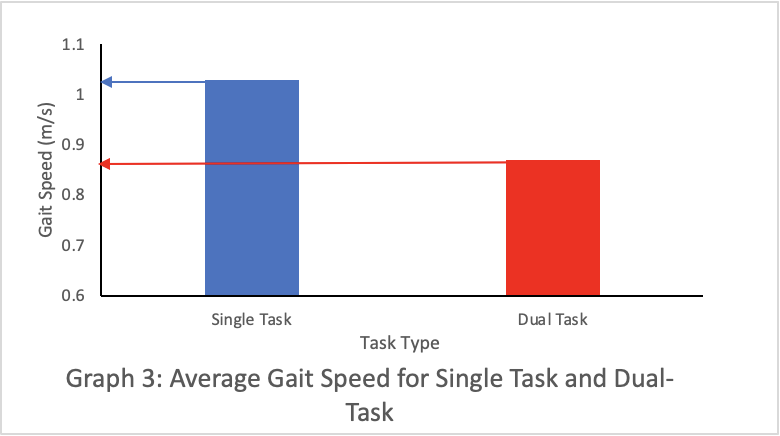 1.1
1
0.9
0.8
0.7
0.6
Gait Speed (m/s)
Single Task
Dual Task
Task Type
Graph 3: Average Gait Speed for Single Task and Dual-
Task